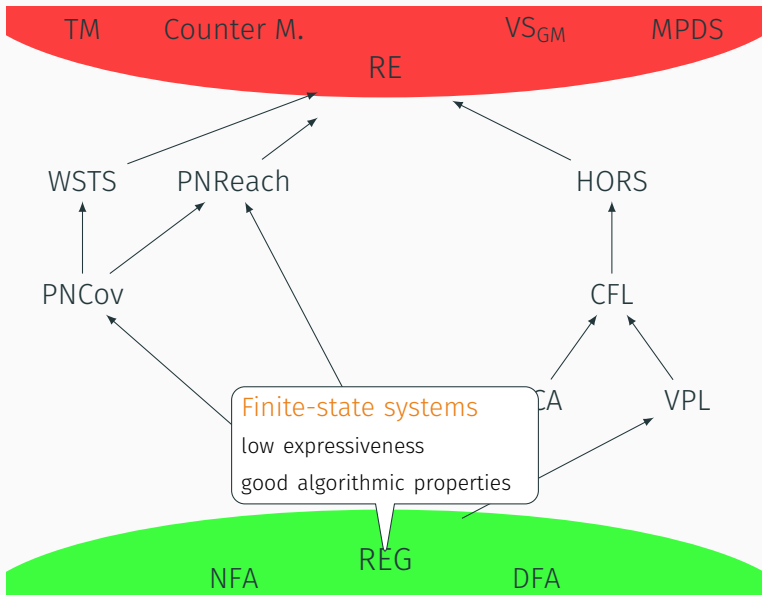 TM Counter M. VS_GM MPDS
RE
WSTS PNReach HORS
PNCov CFL
CA VPL
Finite-state systems
low expressiveness
good algorithmic properties
REG
NFA DFA